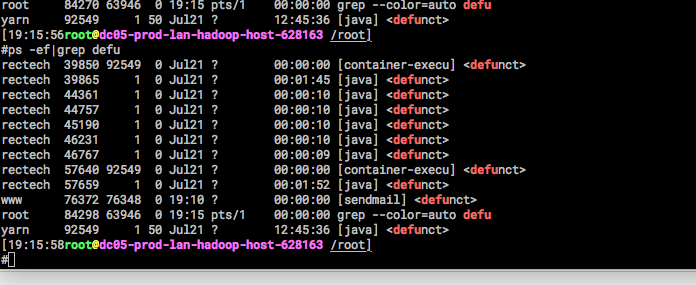 root     84270 63946  0 19:15 pts/1    00:00:00 grep --color=auto defu
yarn     92549     1 50 Jul21 ?        12:45:36 [java] <defunct>
[19:15:56root@dc05-prod-lan-hadoop-host-628163 /root]
#ps -ef|grep defu
rectech  39850 92549  0 Jul21 ?        00:00:00 [container-execu] <defunct>
rectech  39865     1  0 Jul21 ?        00:01:45 [java] <defunct>
rectech  44361     1  0 Jul21 ?        00:00:10 [java] <defunct>
rectech  44757     1  0 Jul21 ?        00:00:10 [java] <defunct>
rectech  45190     1  0 Jul21 ?        00:00:10 [java] <defunct>
rectech  46231     1  0 Jul21 ?        00:00:10 [java] <defunct>
rectech  46767     1  0 Jul21 ?        00:00:09 [java] <defunct>
rectech  57640 92549  0 Jul21 ?        00:00:00 [container-execu] <defunct>
rectech  57659     1  0 Jul21 ?        00:01:52 [java] <defunct>
www      76372 76348  0 19:10 ?        00:00:00 [sendmail] <defunct>
root     84298 63946  0 19:15 pts/1    00:00:00 grep --color=auto defu
yarn     92549     1 50 Jul21 ?        12:45:36 [java] <defunct>
[19:15:58root@dc05-prod-lan-hadoop-host-628163 /root]
#